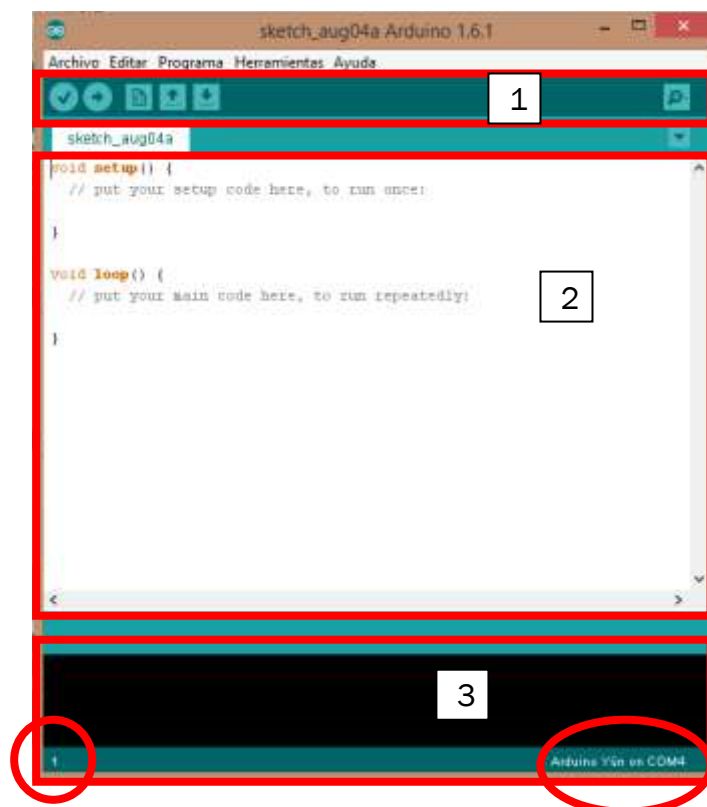 sketch_aug04a Arduino 1.6.1
Archivo Editar Programa Herramientas Ayuda
1
sketch_aug04a
void setup() {
// put your setup code here, to run once:
}
void loop() {
// put your main code here, to run repeatedly:
2
}
3
1
Arduino Yún en COM4